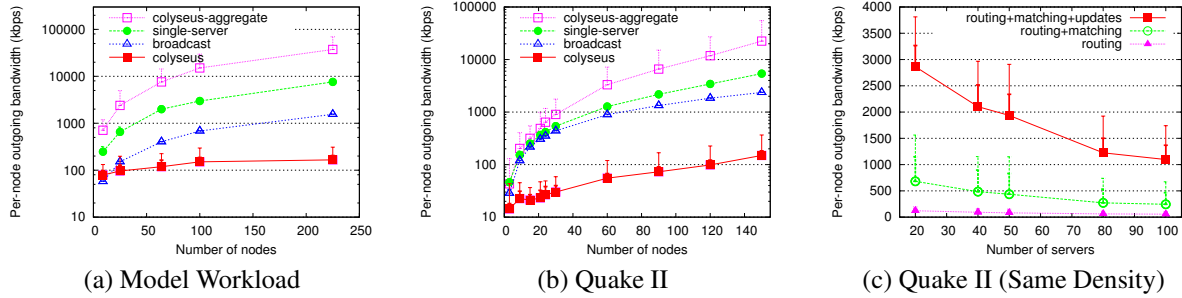 Per-node outgoing bandwidth (kbps)
100000
10000
1000
100
10
0 50 100 150 200 250
Number of nodes
colyseus-aggregate
single-server
broadcast
colyseus
(a) Model Workload
Per-node outgoing bandwidth (kbps)
100000
10000
1000
100
10
0 20 40 60 80 100 120 140
Number of nodes
colyseus-aggregate
single-server
broadcast
colyseus
(b) Quake II
Per-node outgoing bandwidth (kbps)
4000
3500
3000
2500
2000
1500
1000
500
0
20 30 40 50 60 70 80 90 100
Number of servers
routing+matching+updates
routing+matching
routing
(c) Quake II (Same Density)